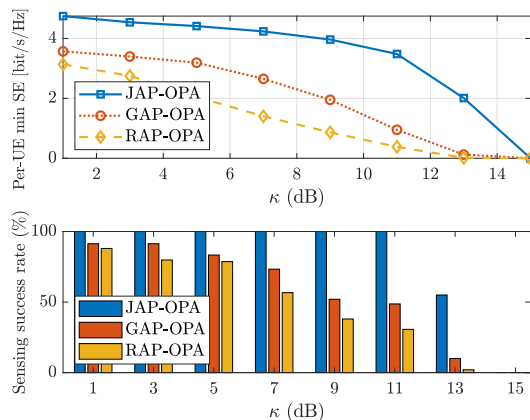 Per-UE min SE [bit/s/Hz]
4
2
0
JAP-OPA
GAP-OPA
RAP-OPA
2 4 6 8 10 12 14
κ (dB)
Sensing success rate (%)
100
50
0
JAP-OPA
GAP-OPA
RAP-OPA
1 3 5 7 9 11 13 15
κ (dB)